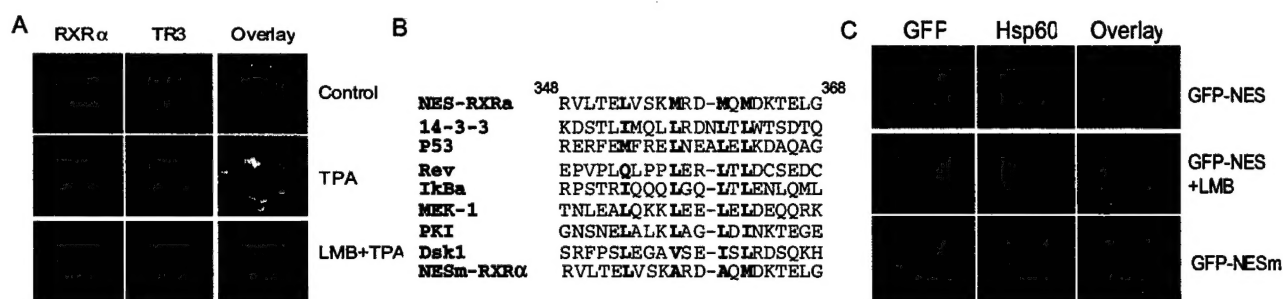 A
RXRα TR3 Overlay
Control
TPA
LMB+TPA
B
348 368
NES-RXRa RVLTELVSKMRD-MQMDKTELG
14-3-3 KDSTLIMQLLRDNLTLWTSDTQ
P53 RERFEMFRELNEALELKDAQAG
Rev EPVPLQLPPLER-LTLDCSEDC
IkBa RPSTRIQQQLGQ-LTLENLQML
MEK-1 TNLEALQKKLEE-LELDEQQRK
PKI GNSNELALKLAG-LDINKTEGE
Dsk1 SRFPSLEGAVSE-ISLRDSQKH
NESm-RXRα RVLTELVSKARD-AQMDKTELG
C
GFP Hsp60 Overlay
GFP-NES
GFP-NES
+LMB
GFP-NESm